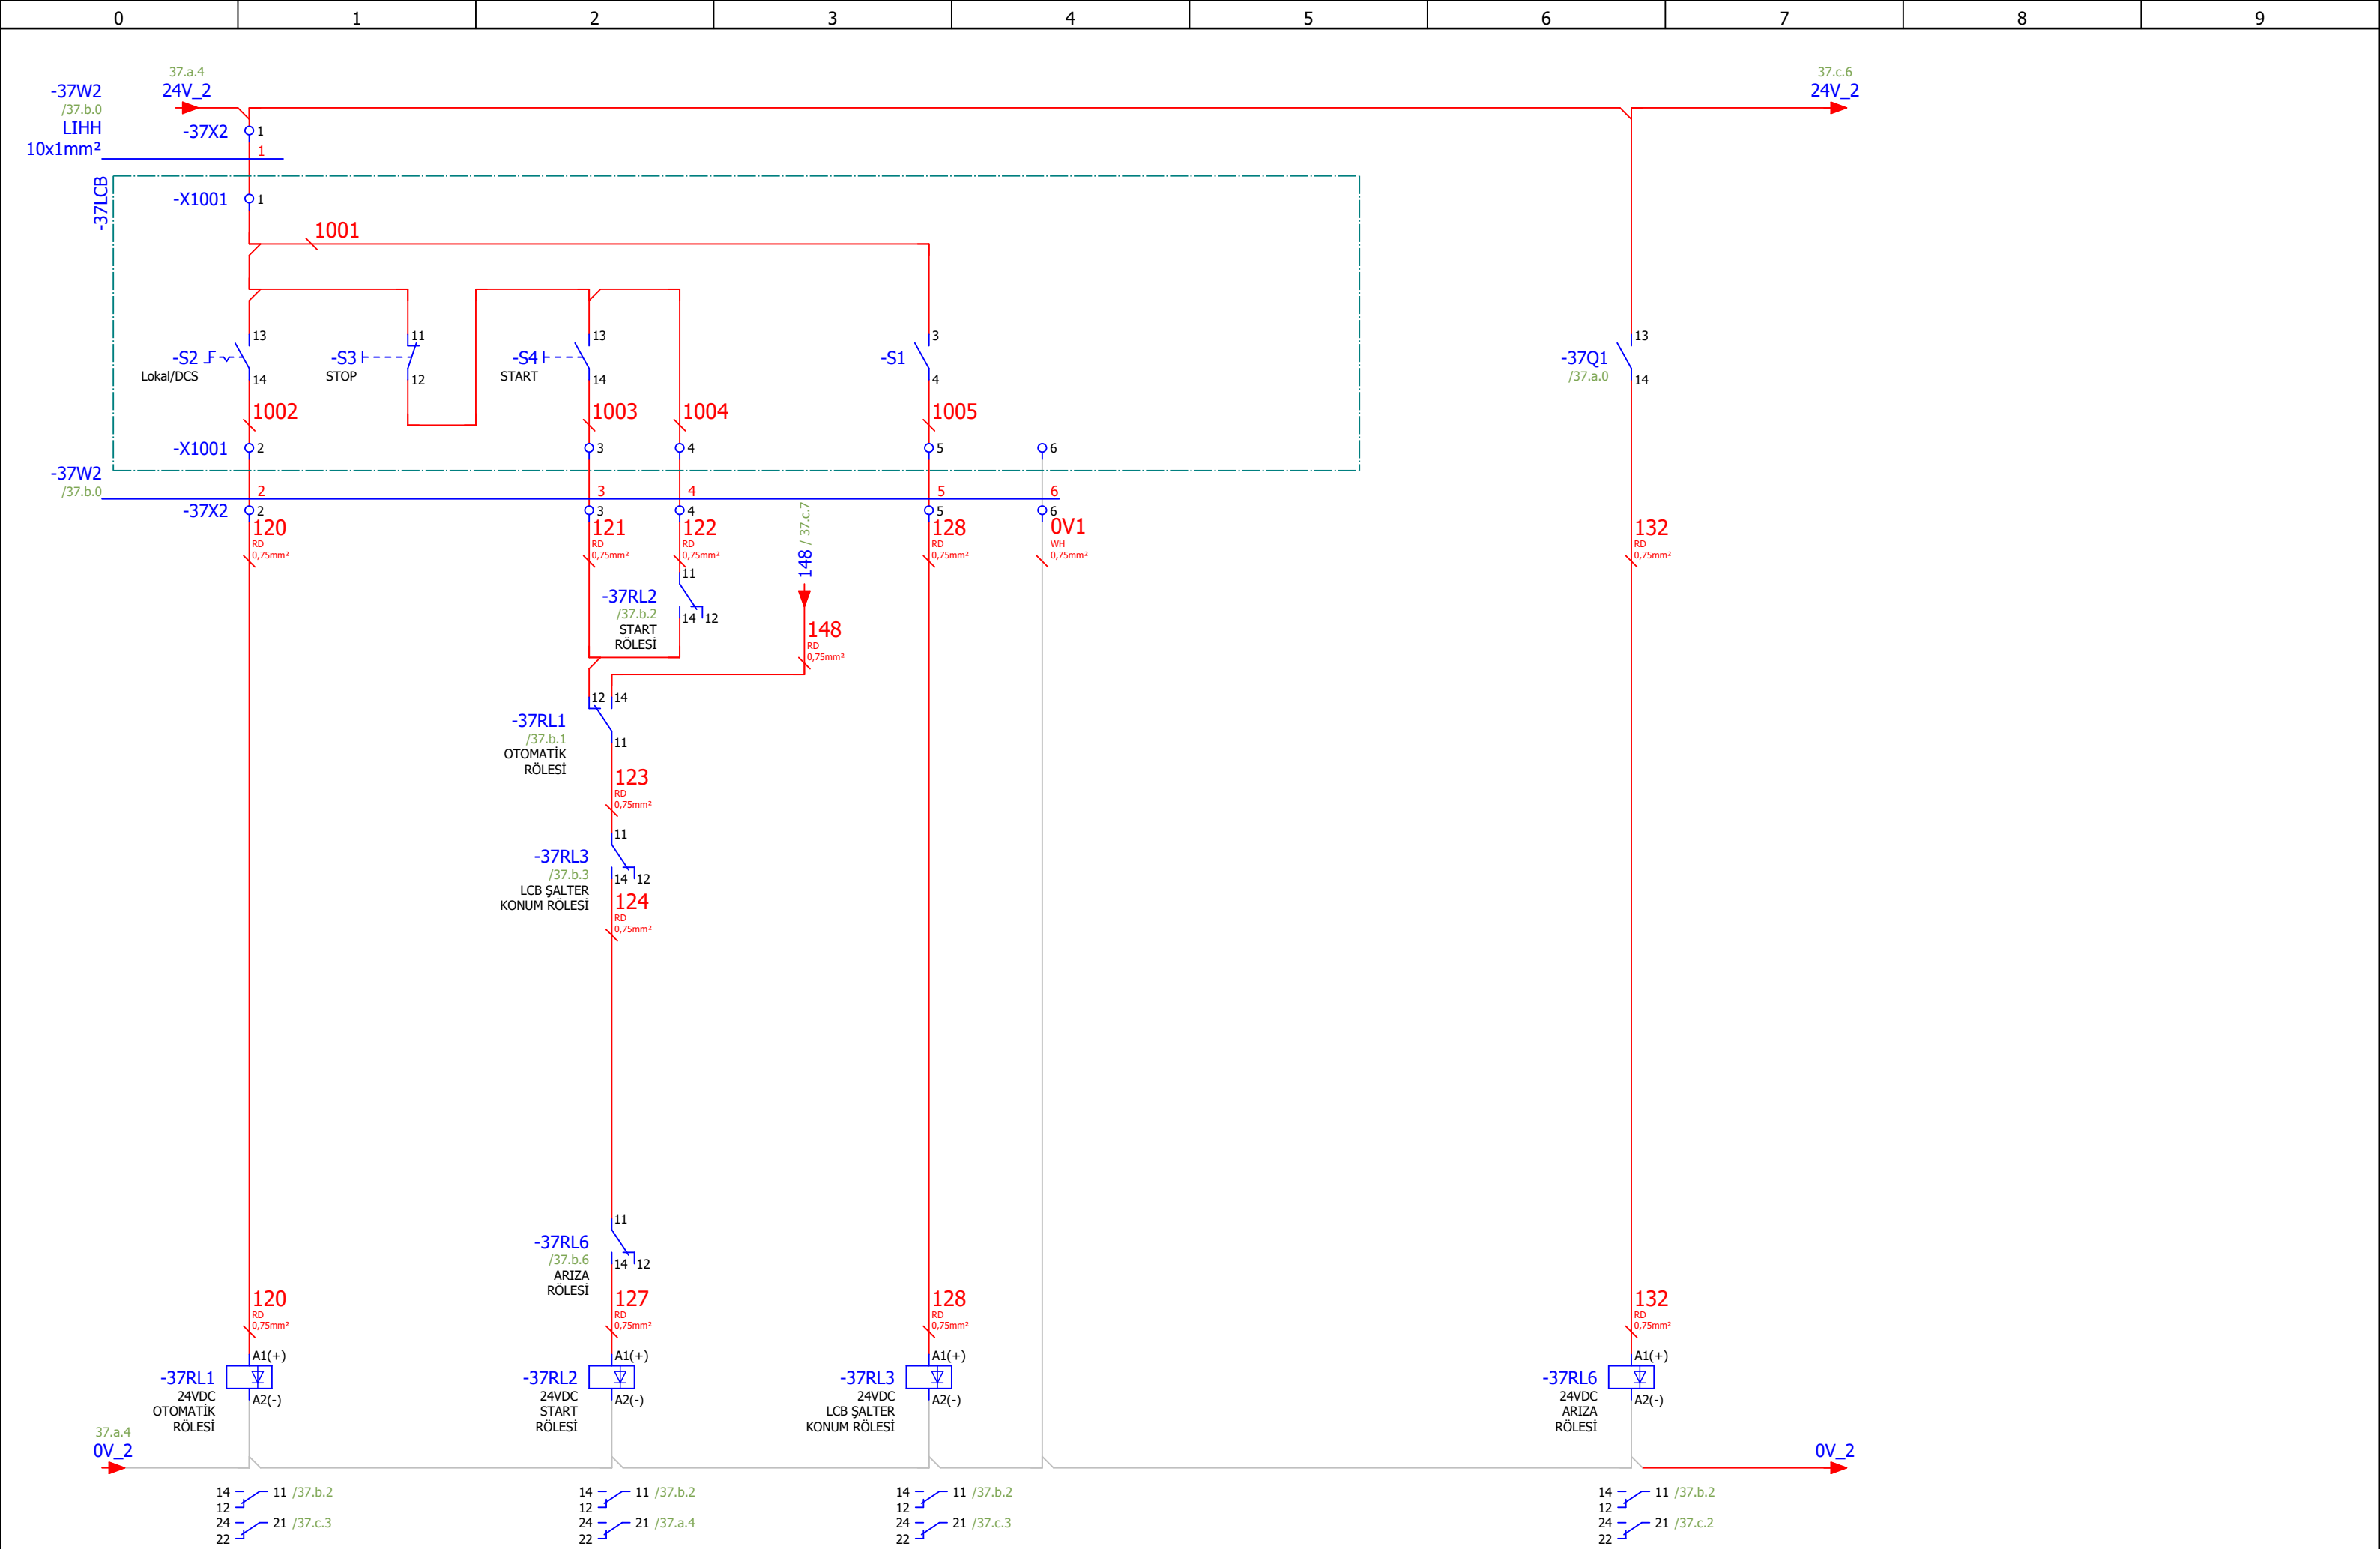 0 1 2 3 4 5 6 7 8 9
37.a.4
24V_2
37.c.6
24V_2
-37W2
/37.b.0
LIHH
10x1mm²
-37X2 1
1
-37LCB
-X1001 1
1001
-S2
Lokal/DCS
13
14
-S3
STOP
11
12
-S4
START
13
14
-S1
3
4
-37Q1
/37.a.0
13
14
1002
1003
1004
1005
-X1001 2 3 4 5 6
-37W2
/37.b.0
2 3 4 5 6
-37X2 2 3 4 5 6
120
RD
0,75mm²
121
RD
0,75mm²
122
RD
0,75mm²
148 / 37.c.7
128
RD
0,75mm²
0V1
WH
0,75mm²
132
RD
0,75mm²
-37RL2
/37.b.2
START
RÖLESİ
11
14 12
148
RD
0,75mm²
12 14
-37RL1
/37.b.1
OTOMATİK
RÖLESİ
11
123
RD
0,75mm²
11
-37RL3
/37.b.3
LCB ŞALTER
KONUM RÖLESİ
14 12
124
RD
0,75mm²
11
-37RL6
/37.b.6
ARIZA
RÖLESİ
14 12
120
RD
0,75mm²
127
RD
0,75mm²
128
RD
0,75mm²
132
RD
0,75mm²
A1(+)
-37RL1
24VDC
OTOMATİK
RÖLESİ
A2(-)
A1(+)
-37RL2
24VDC
START
RÖLESİ
A2(-)
A1(+)
-37RL3
24VDC
LCB ŞALTER
KONUM RÖLESİ
A2(-)
A1(+)
-37RL6
24VDC
ARIZA
RÖLESİ
A2(-)
37.a.4
0V_2
0V_2
14 11 /37.b.2
12
24 21 /37.c.3
22
14 11 /37.b.2
12
24 21 /37.a.4
22
14 11 /37.b.2
12
24 21 /37.c.3
22
14 11 /37.b.2
12
24 21 /37.c.2
22